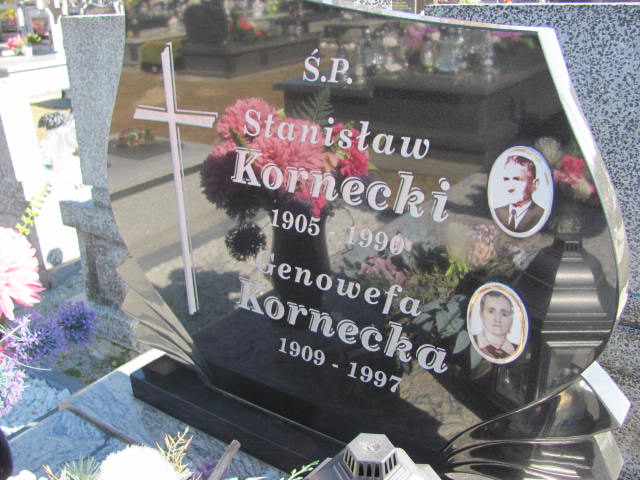 Ś.P.
Stanisław
Kornecki
1905 - 1990
Genowefa
Kornecka
1909 - 1997